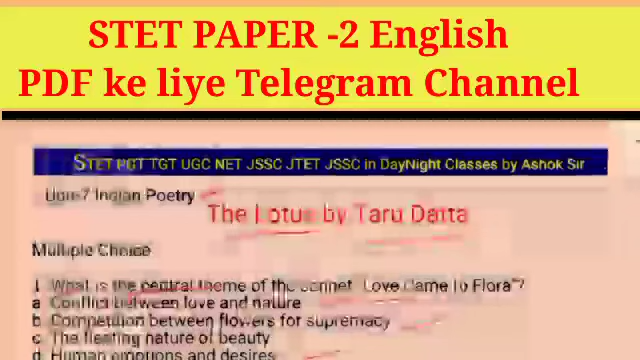 STET PAPER -2 English
PDF ke liye Telegram Channel
STET PGT TGT UGC NET JSSC JTET JSSC in DayNight Classes by Ashok Sir
Indian Poetry
The Lotus by Taru Datta
Multiple Choice
1. What is the central theme of the sonnet "Love Came to Flora"?
a. Conflict between love and nature
b. Competition between flowers for supremacy
c. The fleeting nature of beauty
d. Human emotions and desires